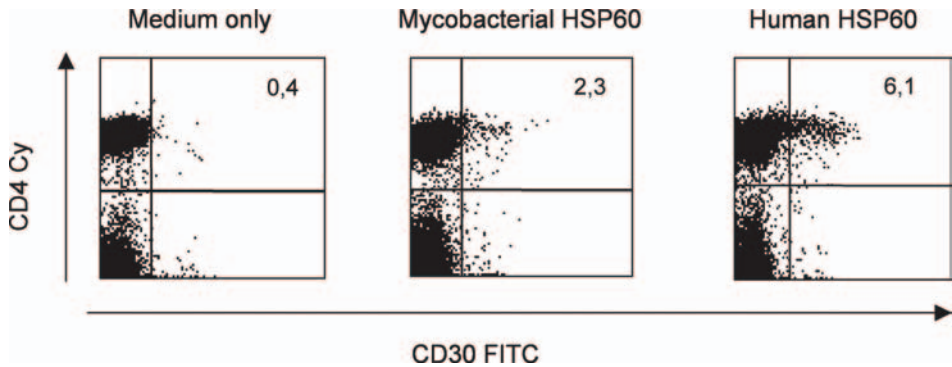 Medium only
Mycobacterial HSP60
Human HSP60
0,4
2,3
6,1
CD4 Cy
CD30 FITC